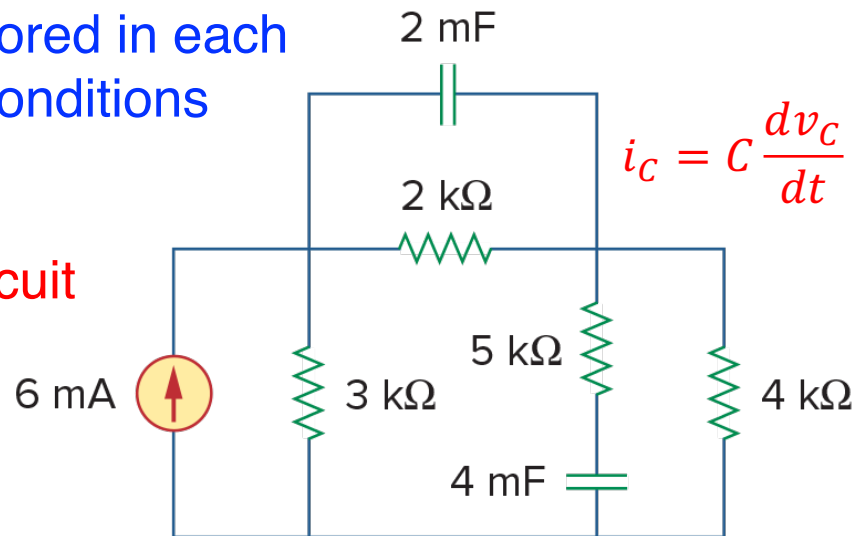 ored in each
onditions
cuit
2 mF
i_C = C dv_C/dt
2 kΩ
5 kΩ
6 mA
3 kΩ
4 kΩ
4 mF